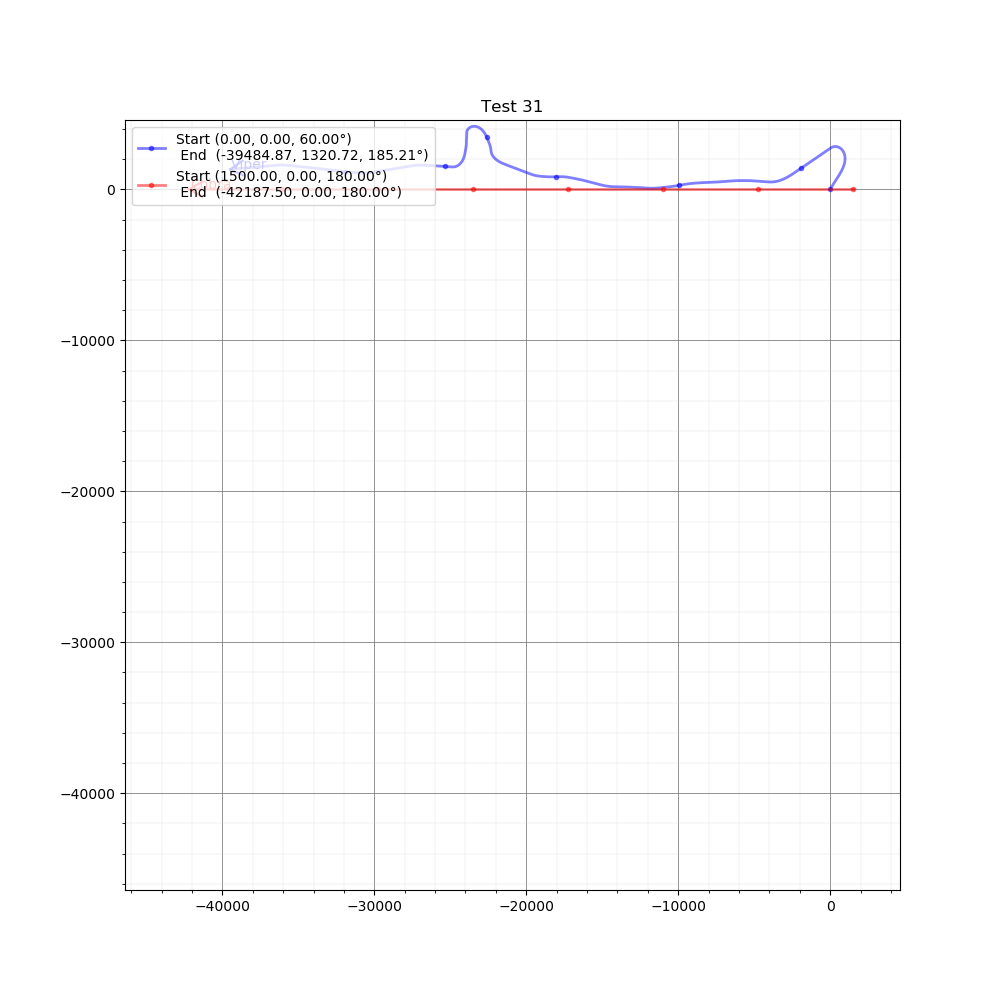 Test 31
Start (0.00, 0.00, 60.00°)
End (-39484.87, 1320.72, 185.21°)
Start (1500.00, 0.00, 180.00°)
End (-42187.50, 0.00, 180.00°)
0
−10000
−20000
−30000
−40000
−40000 −30000 −20000 −10000 0